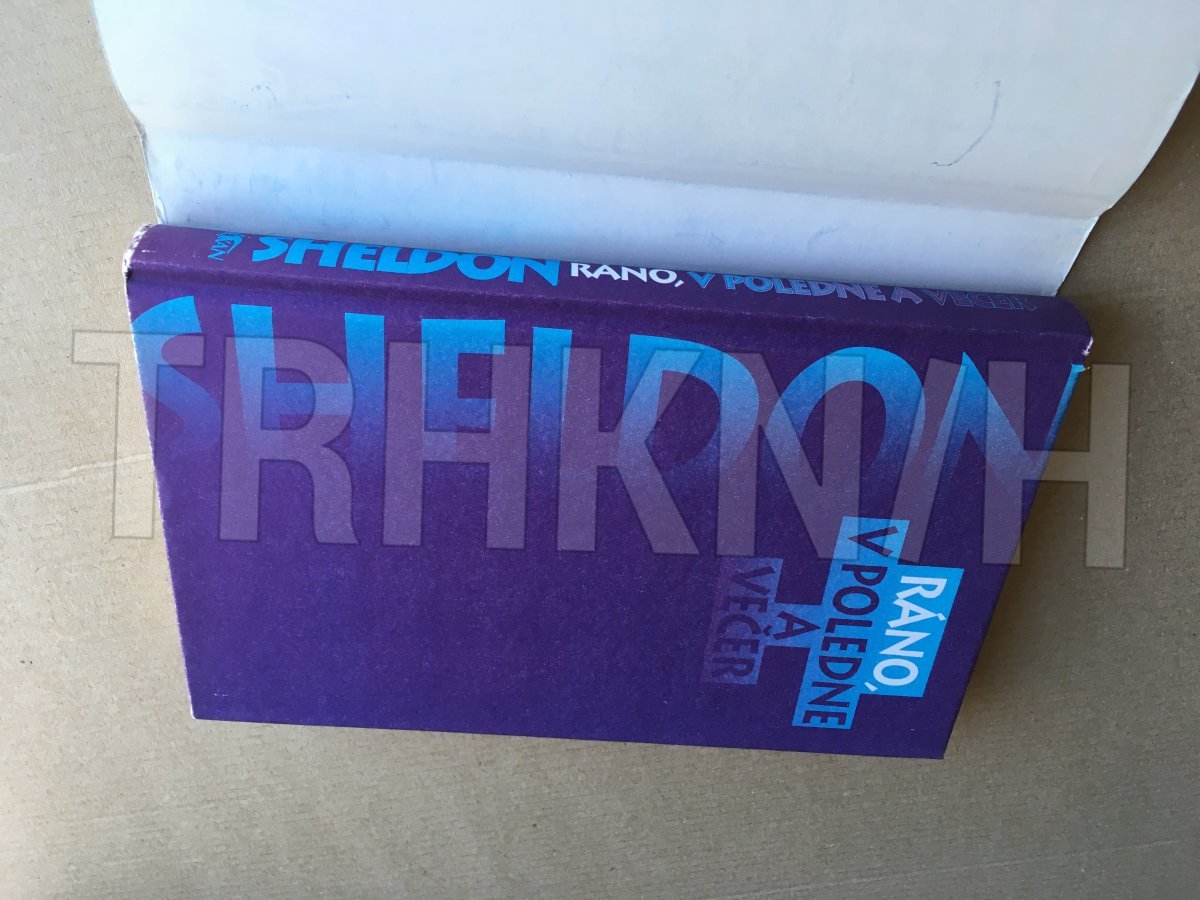 SHELDON RÁNO, V POLEDNE A VEČER
SHELDON
RÁNO,
V POLEDNE
A
VEČER
TRHKNIH